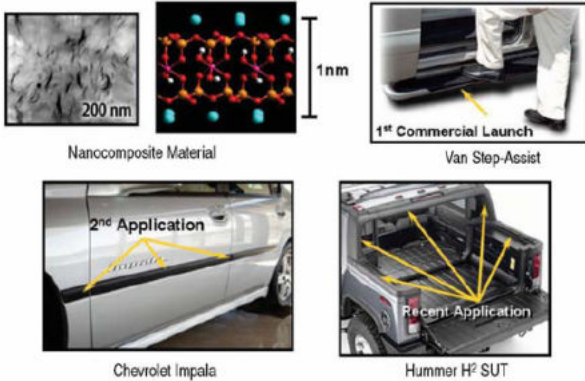 200 nm
1nm
Nanocomposite Material
1st Commercial Launch
Van Step-Assist
2nd Application
impala
Chevrolet Impala
Recent Application
Hummer H² SUT